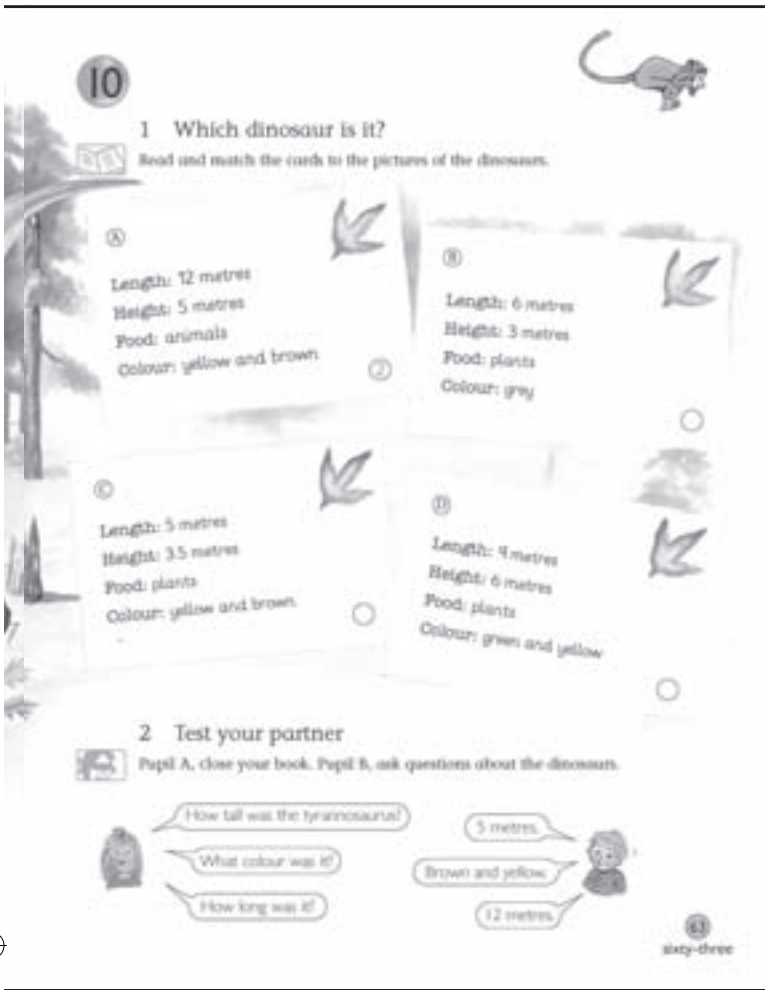 10
1 Which dinosaur is it?
Read and match the cards to the pictures of the dinosaurs.
A
Length: 12 metres
Height: 5 metres
Food: animals
Colour: yellow and brown
2
B
Length: 6 metres
Height: 3 metres
Food: plants
Colour: grey
C
Length: 5 metres
Height: 3.5 metres
Food: plants
Colour: yellow and brown
D
Length: 4 metres
Height: 6 metres
Food: plants
Colour: green and yellow
2 Test your partner
Pupil A, close your book. Pupil B, ask questions about the dinosaurs.
How tall was the tyrannosaurus?
5 metres.
What colour was it?
Brown and yellow.
How long was it?
12 metres.
63
sixty-three